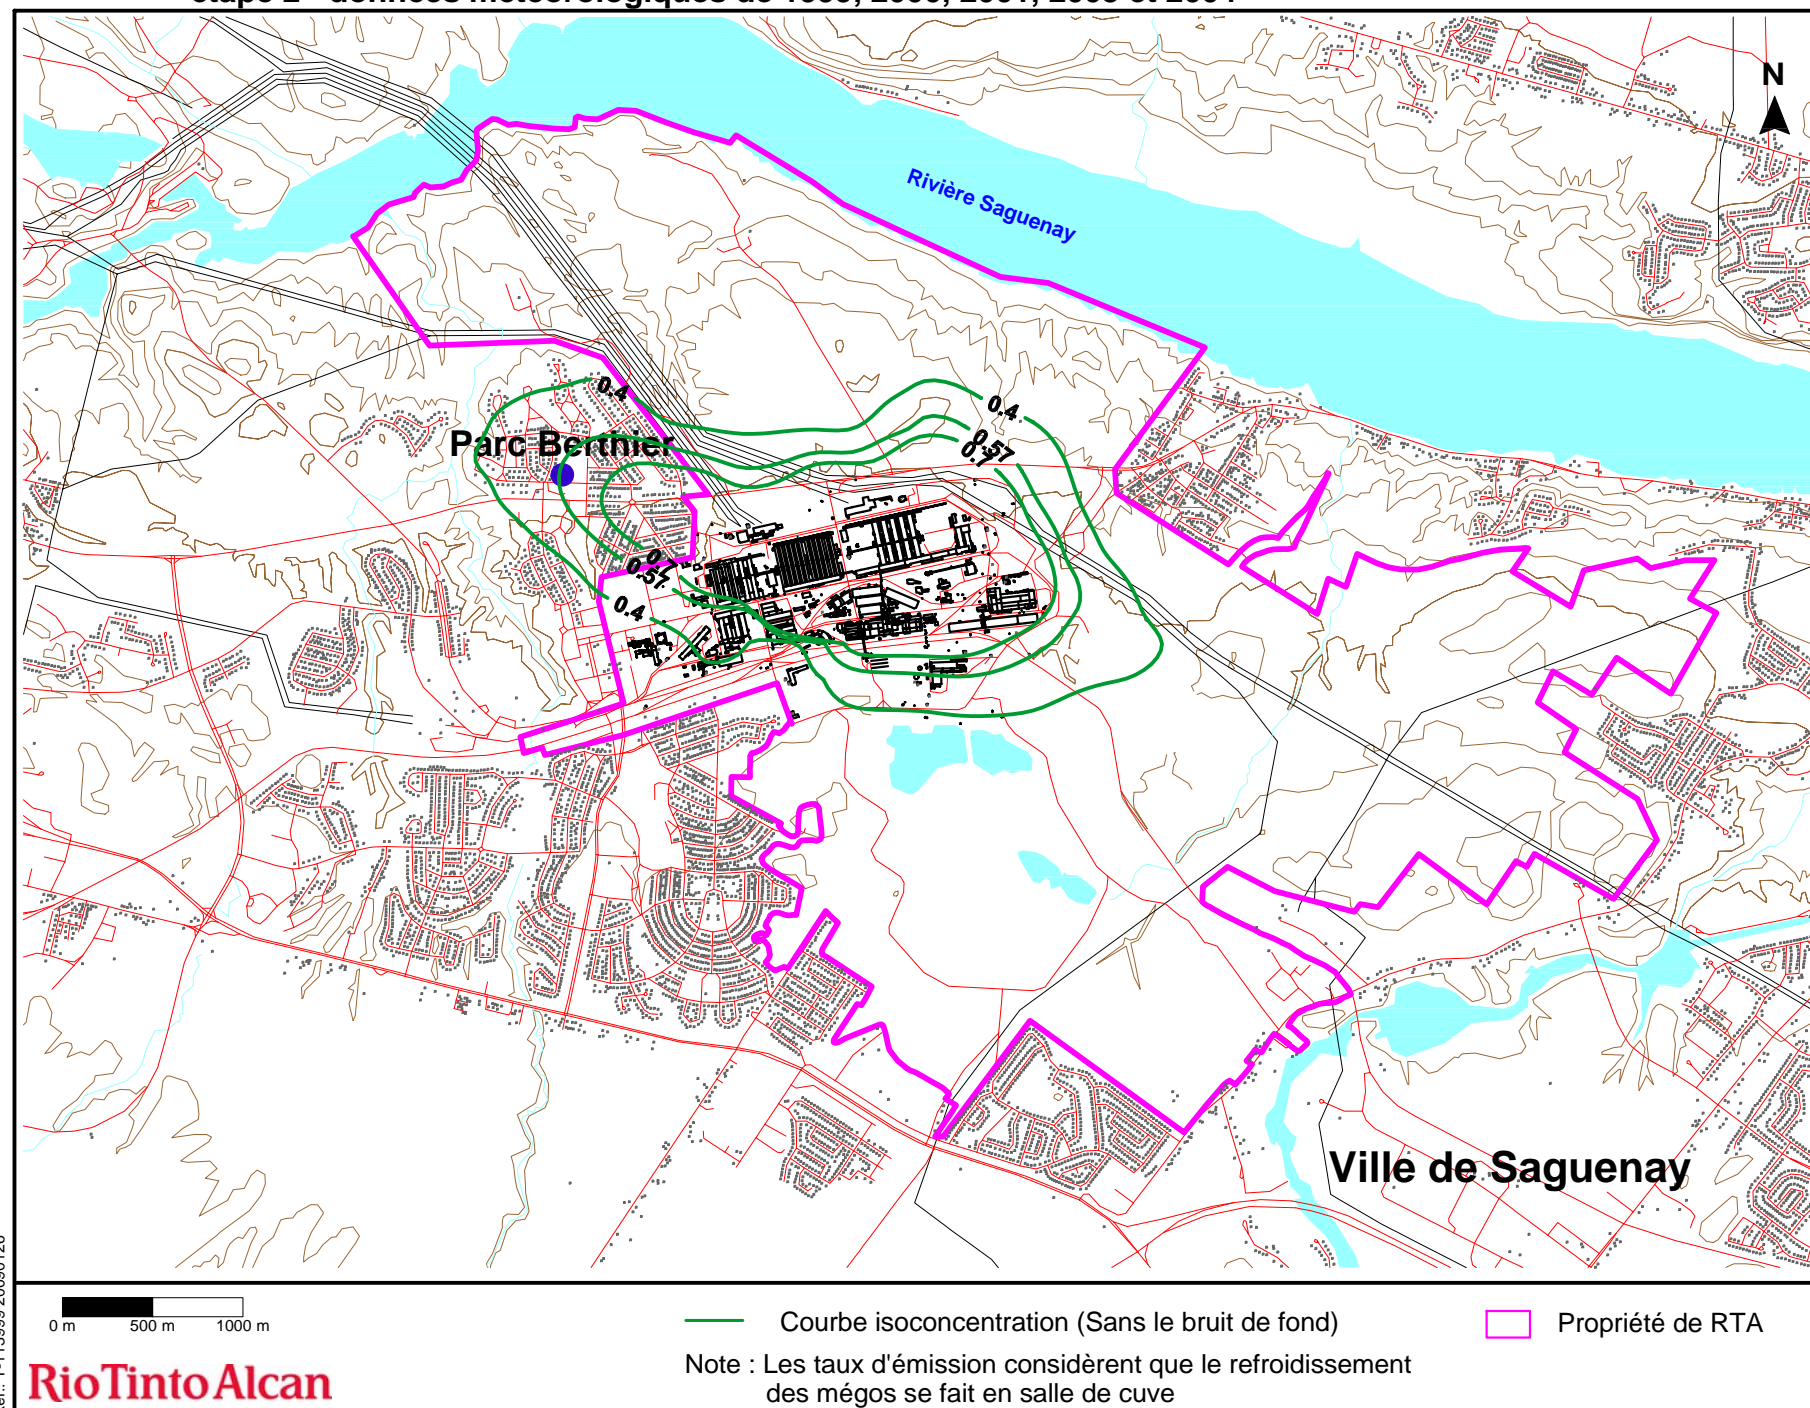 N
Rivière Saguenay
0.4
0.4
Parc Berthier
0.57
0.7
0.7
0.57
0.4
Ville de Saguenay
0 m 500 m 1000 m
Courbe isoconcentration (Sans le bruit de fond)
Propriété de RTA
Note : Les taux d'émission considèrent que le refroidissement
des mégos se fait en salle de cuve
RioTintoAlcan